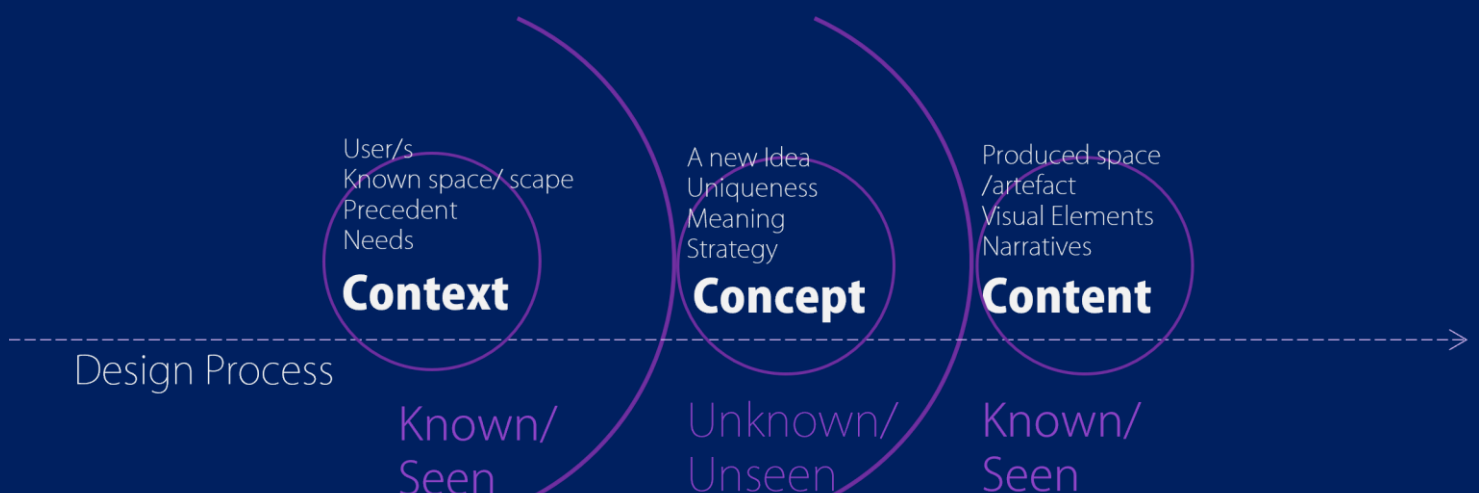 User/s
Known space/ scape
Precedent
Needs
Context
A new Idea
Uniqueness
Meaning
Strategy
Concept
Produced space
/artefact
Visual Elements
Narratives
Content
Design Process
Known/
Seen
Unknown/
Unseen
Known/
Seen